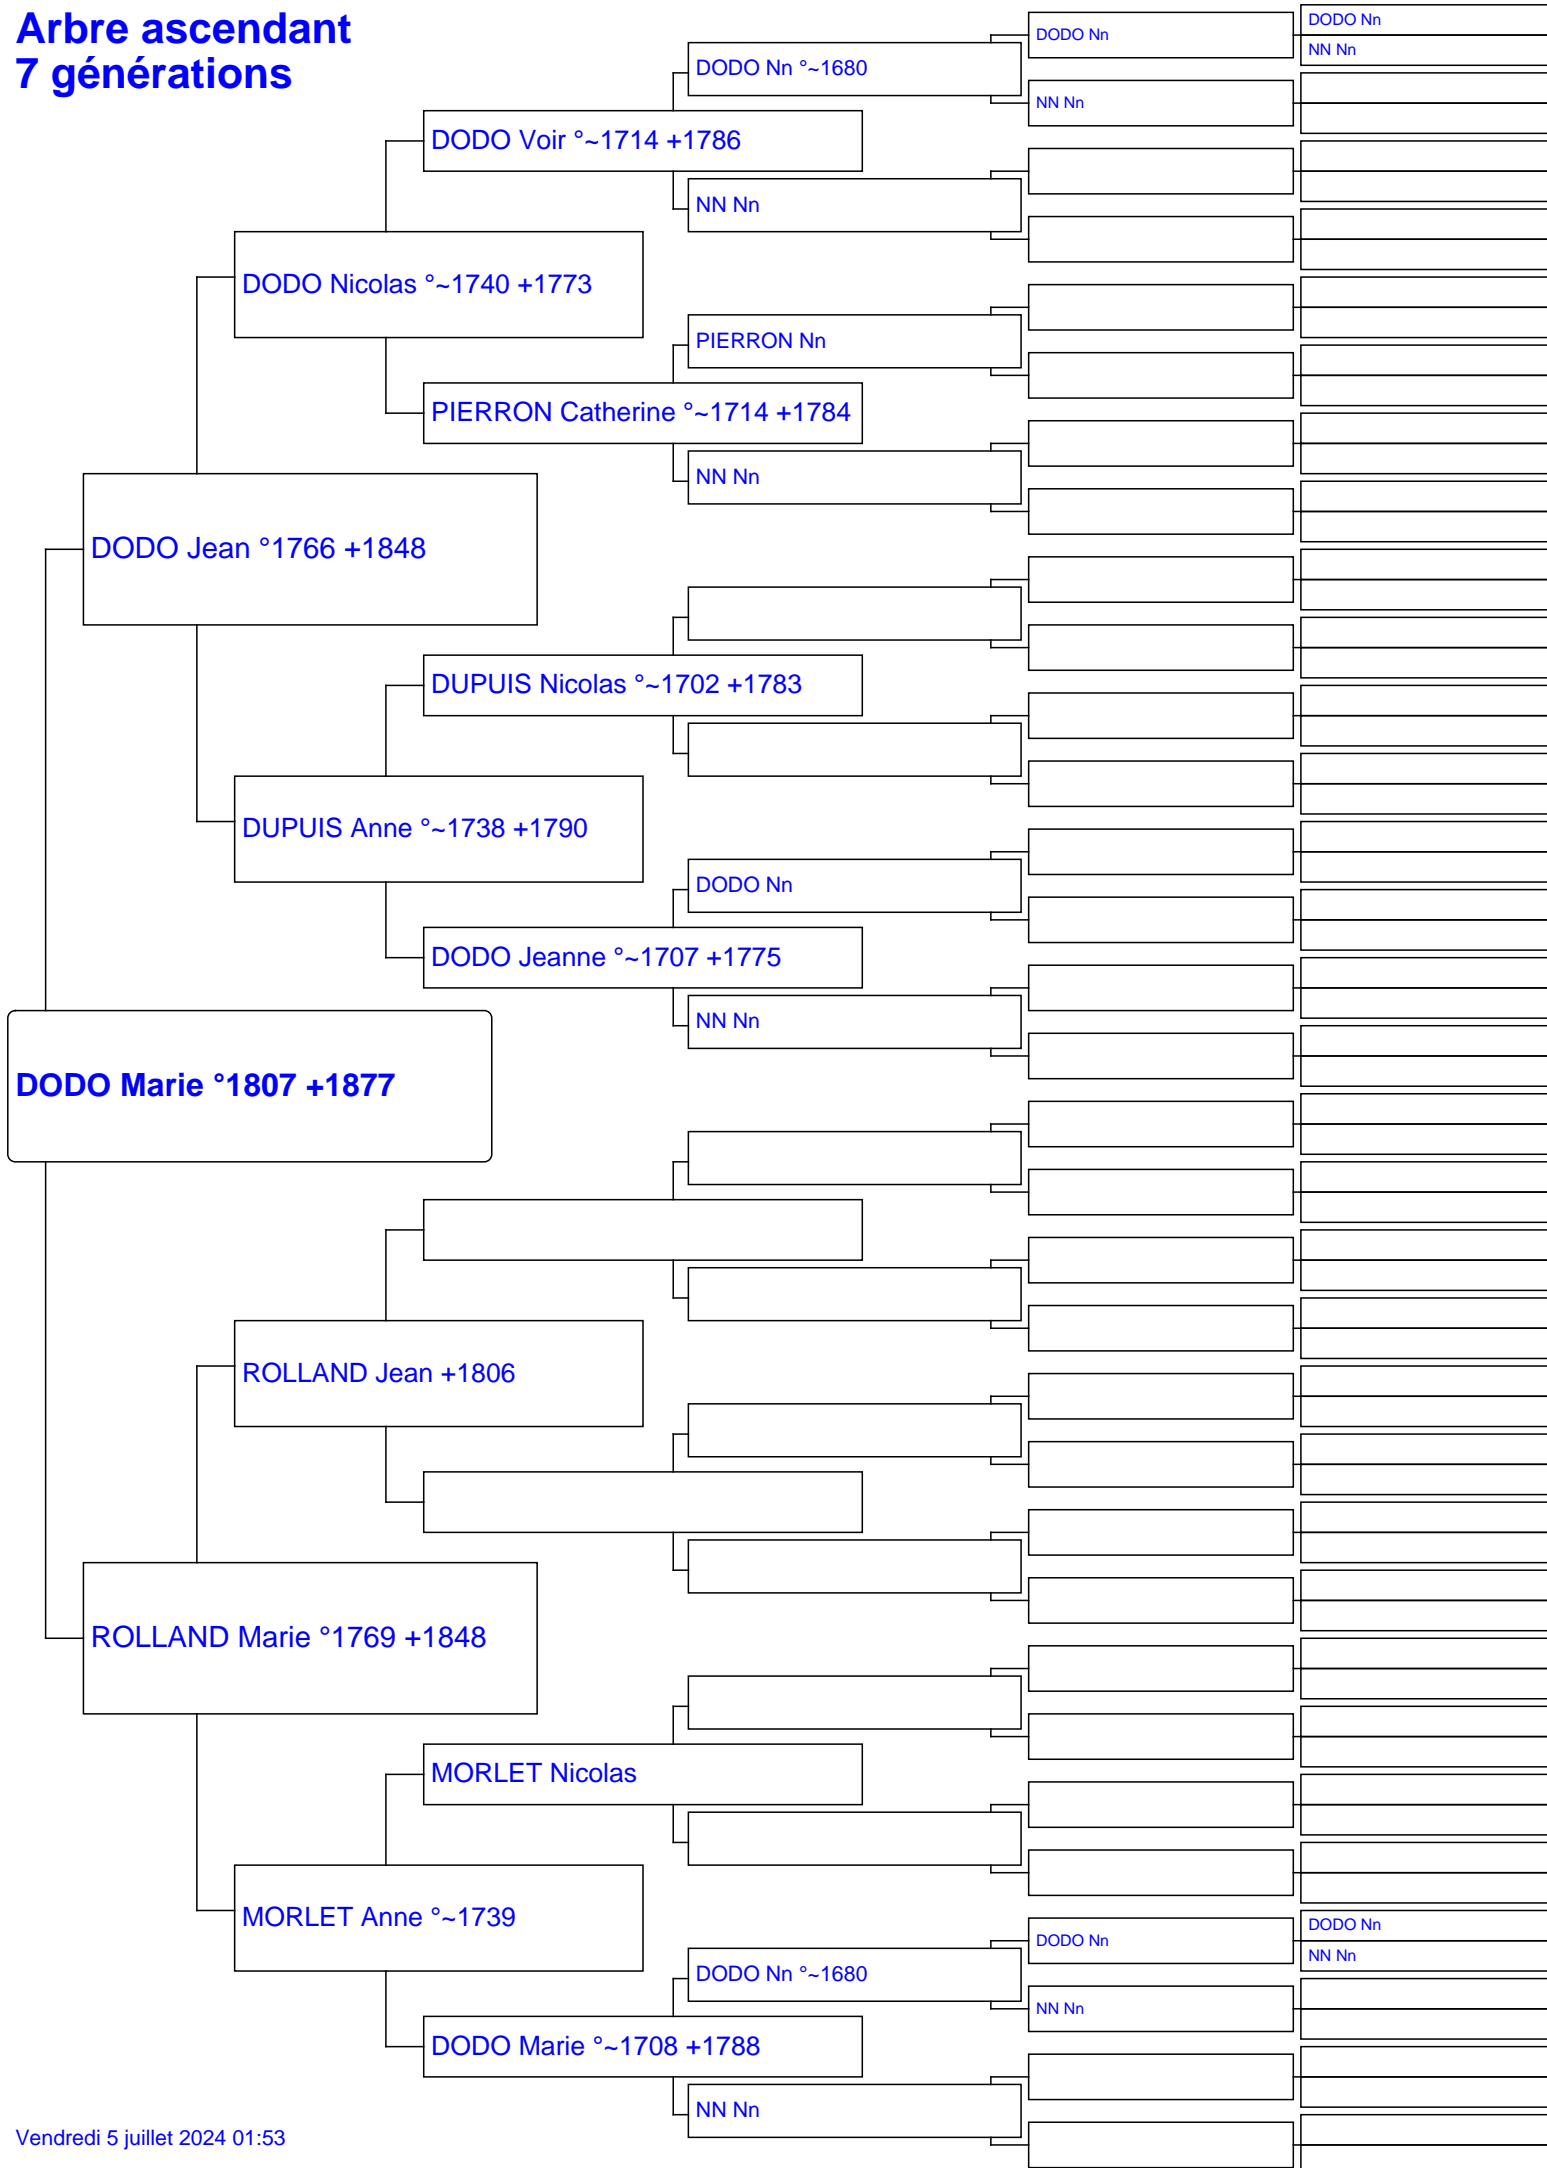 Arbre ascendant
7 générations
DODO Nn
NN Nn
DODO Nn
DODO Nn °~1680
NN Nn
DODO Voir °~1714 +1786
NN Nn
DODO Nicolas °~1740 +1773
PIERRON Nn
PIERRON Catherine °~1714 +1784
NN Nn
DODO Jean °1766 +1848
DUPUIS Nicolas °~1702 +1783
DUPUIS Anne °~1738 +1790
DODO Nn
DODO Jeanne °~1707 +1775
NN Nn
DODO Marie °1807 +1877
ROLLAND Jean +1806
ROLLAND Marie °1769 +1848
MORLET Nicolas
MORLET Anne °~1739
DODO Nn
NN Nn
DODO Nn
DODO Nn °~1680
NN Nn
DODO Marie °~1708 +1788
NN Nn
Vendredi 5 juillet 2024 01:53